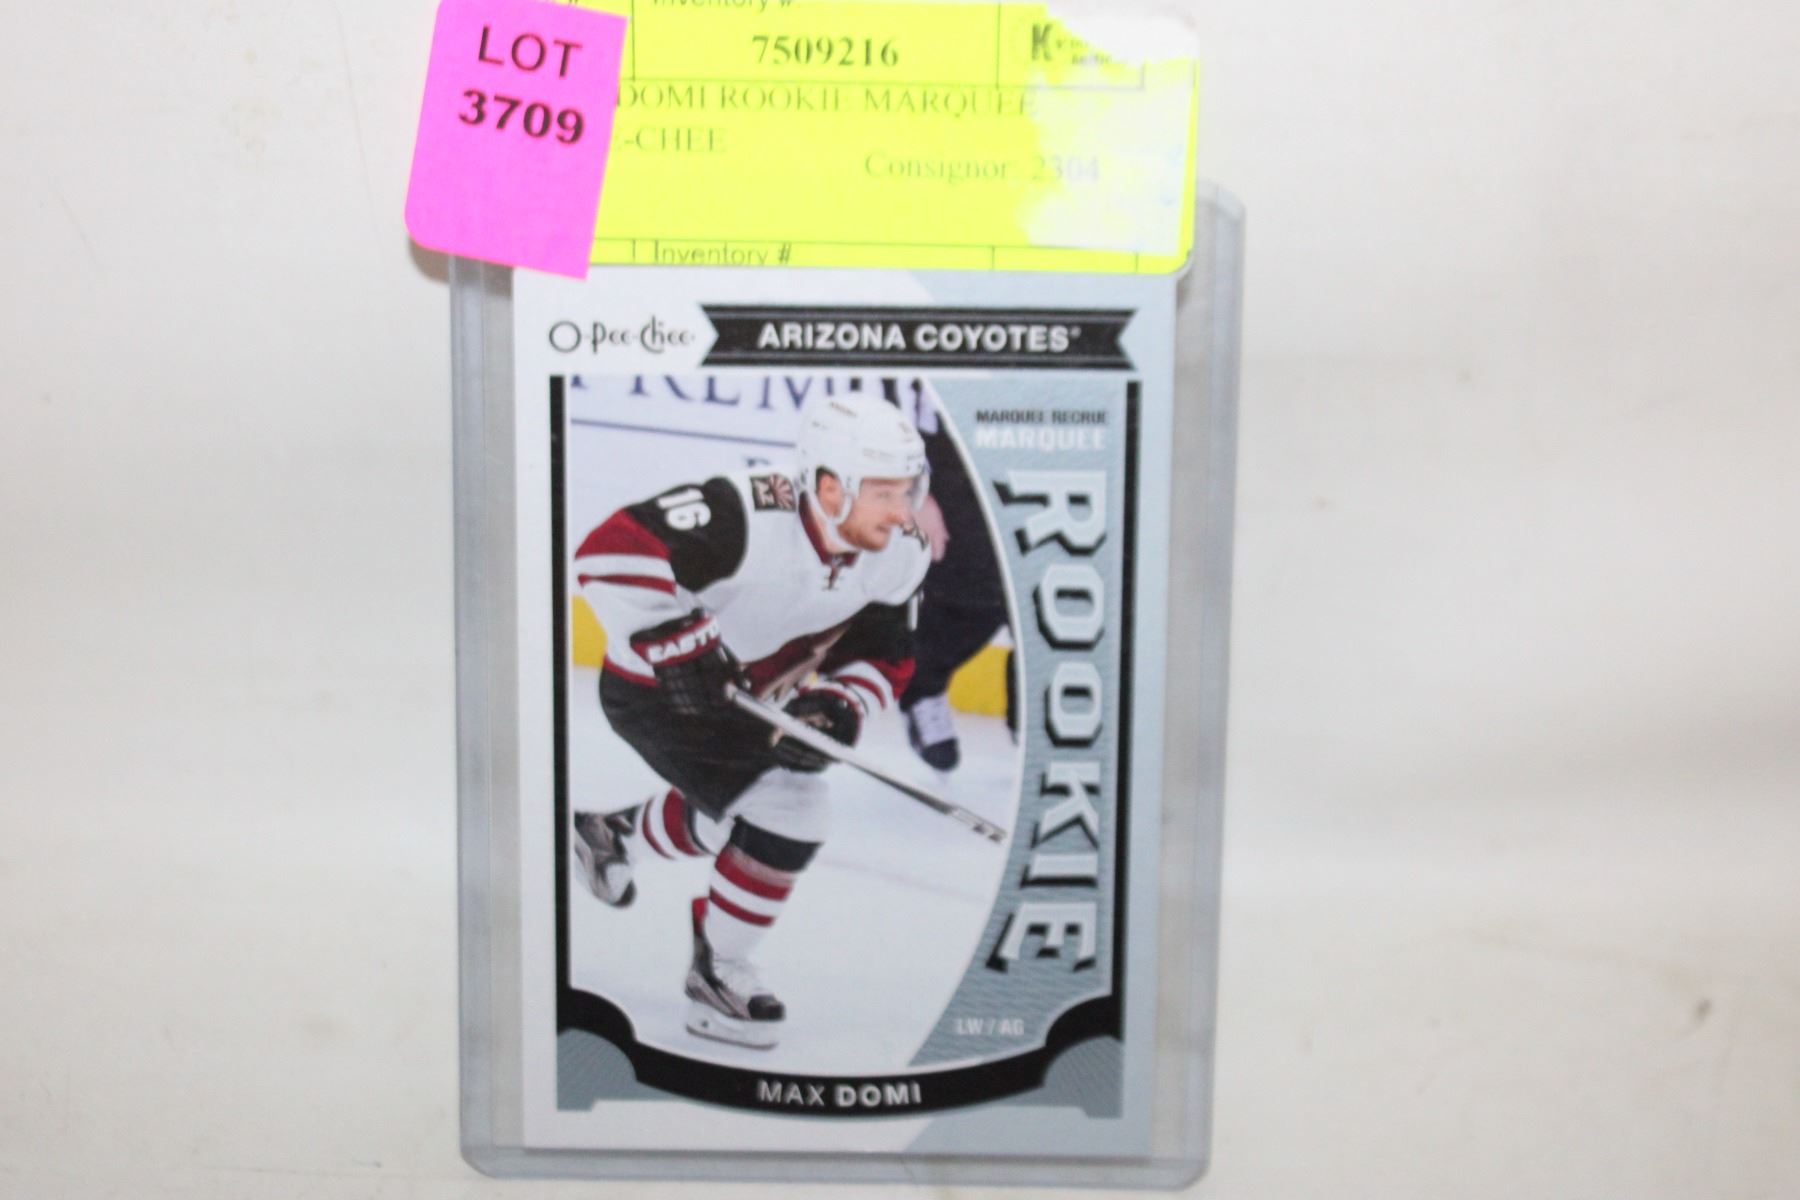 LOT
3709
Inventory #
7509216
DOMI ROOKIE MARQUEE
E-CHEE
Consignor: 2304
Inventory #
O-Pee-Chee
ARIZONA COYOTES
MARQUEE RECRUE
MARQUEE
ROOKIE
16
AZ
LW / AG
MAX DOMI